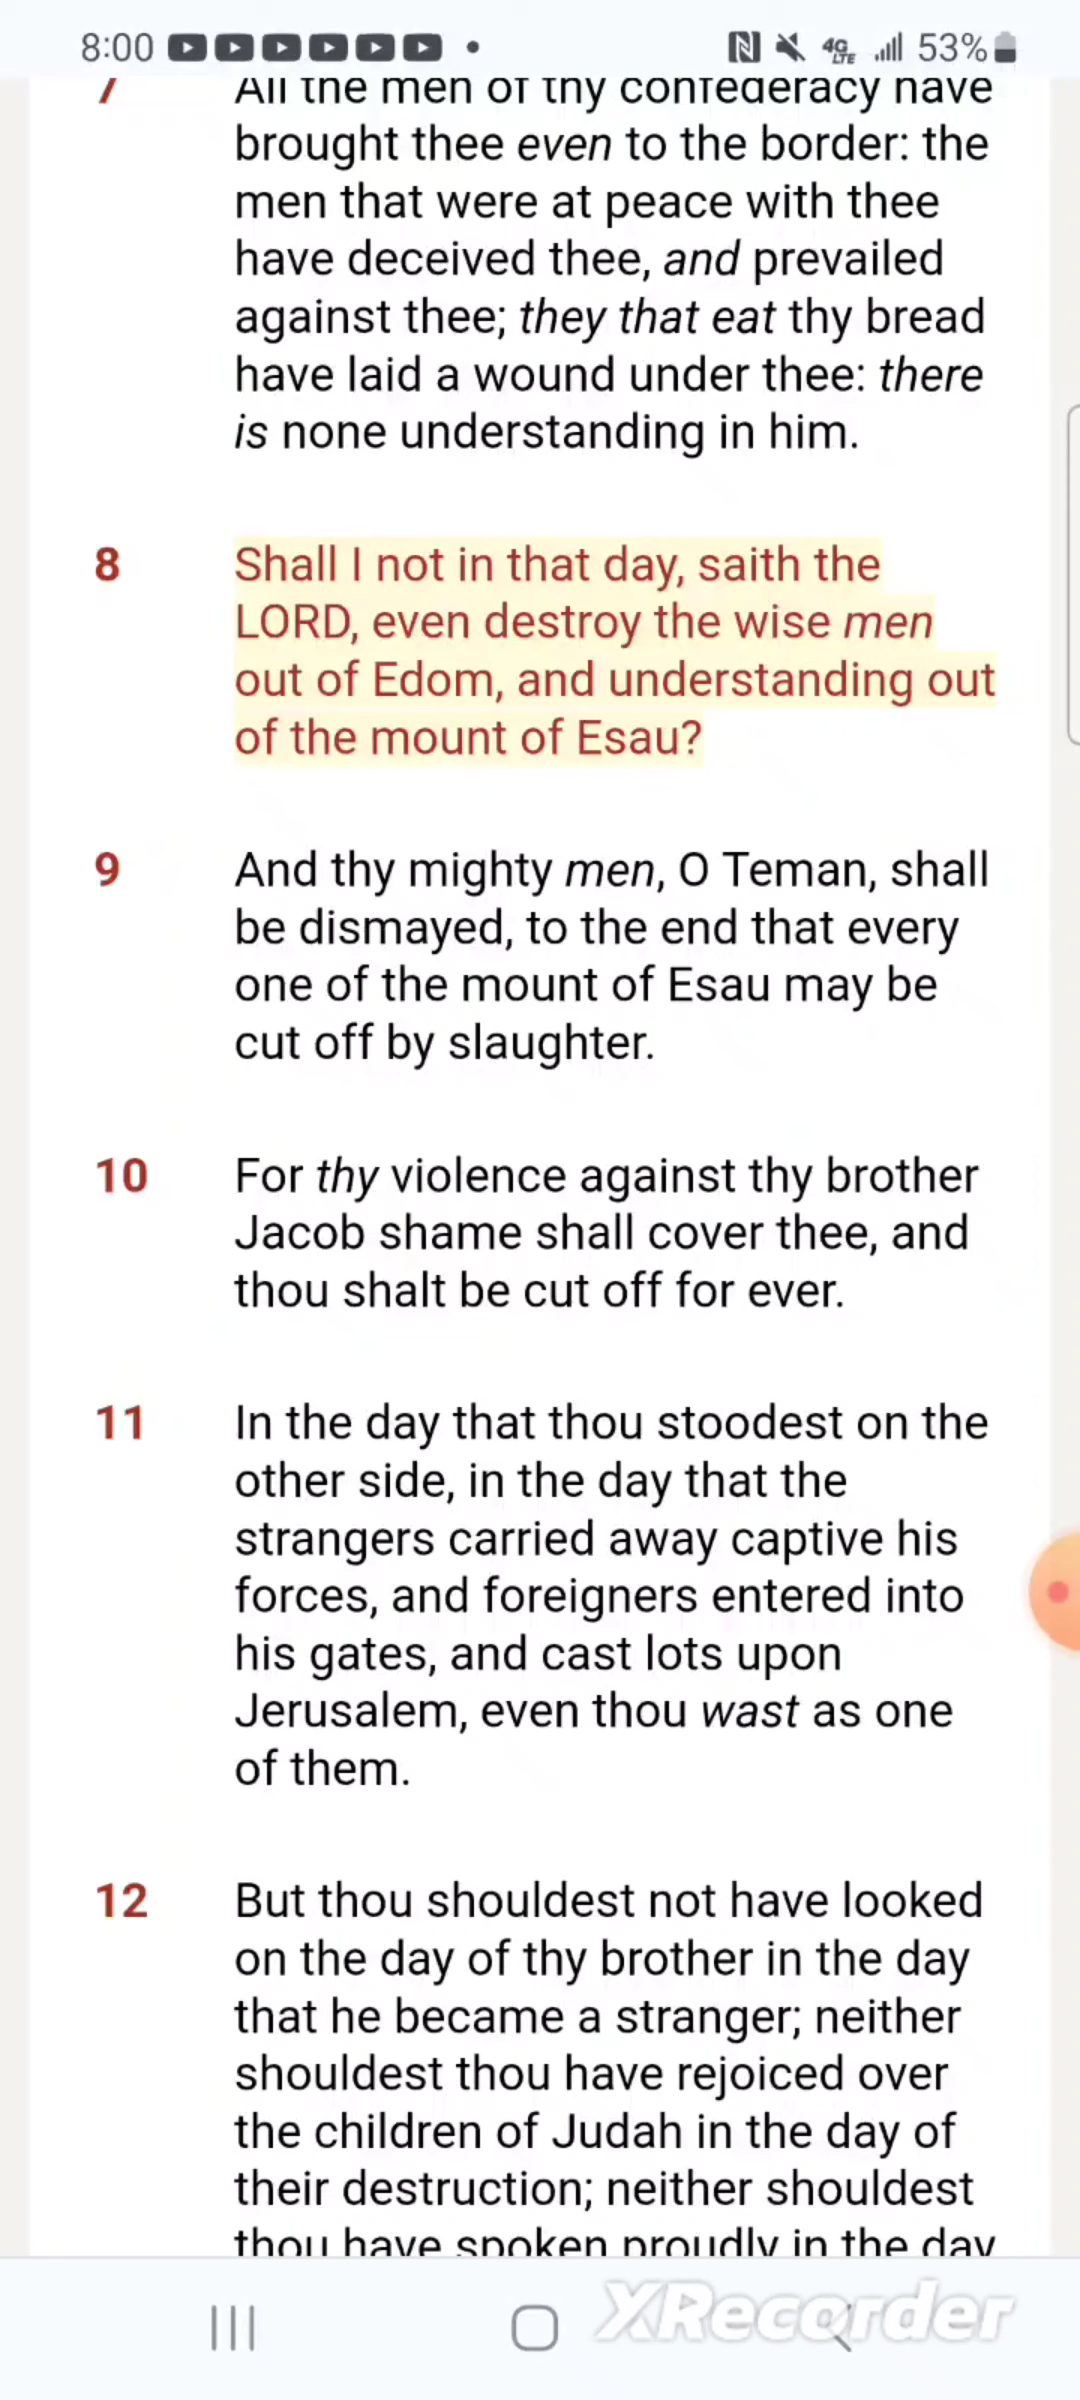 8:00 53%
7 All the men of thy confederacy have
brought thee even to the border: the
men that were at peace with thee
have deceived thee, and prevailed
against thee; they that eat thy bread
have laid a wound under thee: there
is none understanding in him.
8 Shall I not in that day, saith the
LORD, even destroy the wise men
out of Edom, and understanding out
of the mount of Esau?
9 And thy mighty men, O Teman, shall
be dismayed, to the end that every
one of the mount of Esau may be
cut off by slaughter.
10 For thy violence against thy brother
Jacob shame shall cover thee, and
thou shalt be cut off for ever.
11 In the day that thou stoodest on the
other side, in the day that the
strangers carried away captive his
forces, and foreigners entered into
his gates, and cast lots upon
Jerusalem, even thou wast as one
of them.
12 But thou shouldest not have looked
on the day of thy brother in the day
that he became a stranger; neither
shouldest thou have rejoiced over
the children of Judah in the day of
their destruction; neither shouldest
thou have spoken proudly in the day
XRecorder